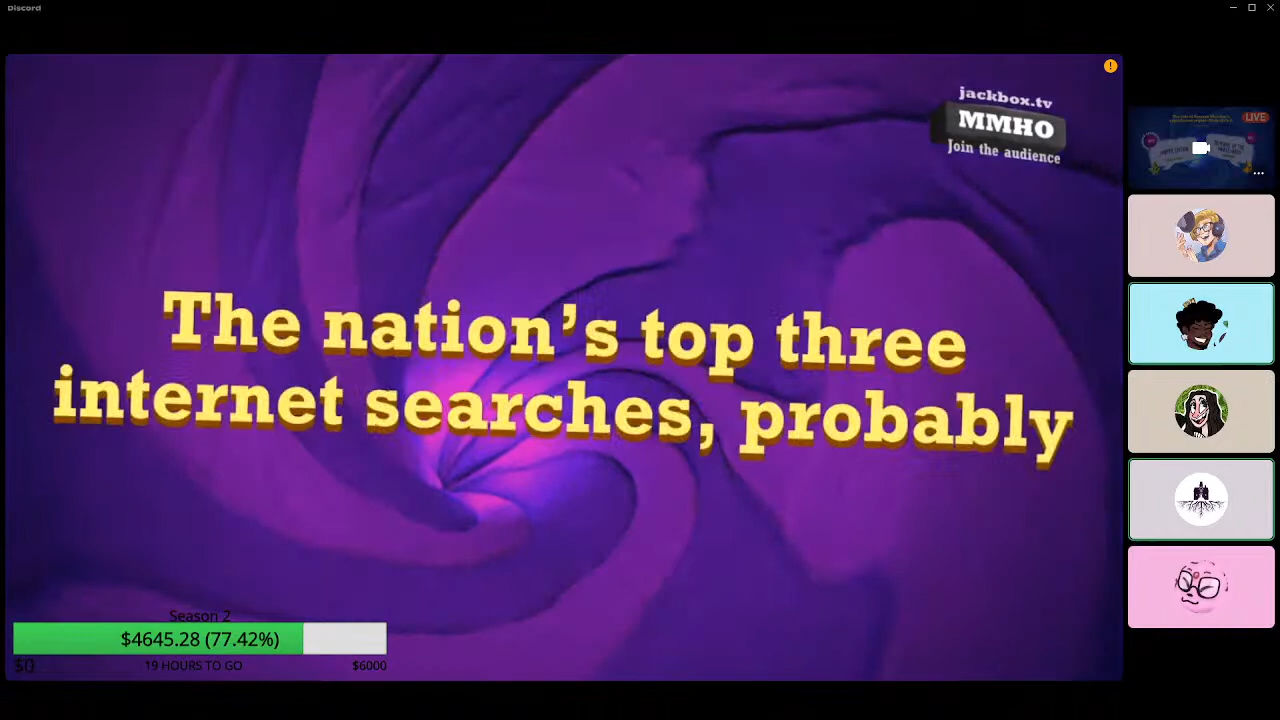 Discord
jackbox.tv
MMHO
Join the audience
LIVE
The nation's top three
internet searches, probably
Season 2
$4645.28 (77.42%)
$0
19 HOURS TO GO
$6000